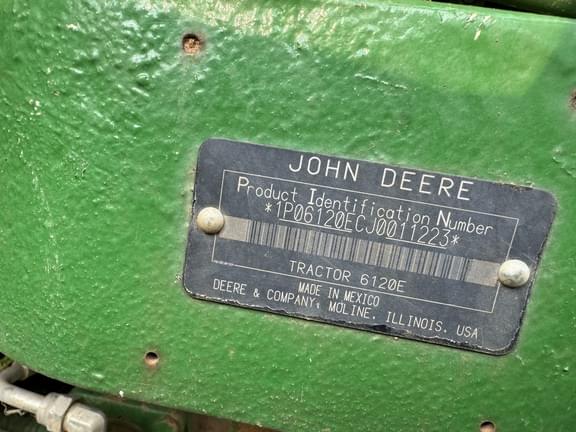 JOHN DEERE
Product Identification Number
*1P06120ECJ0011223*
TRACTOR 6120E
MADE IN MEXICO
DEERE & COMPANY, MOLINE, ILLINOIS, USA